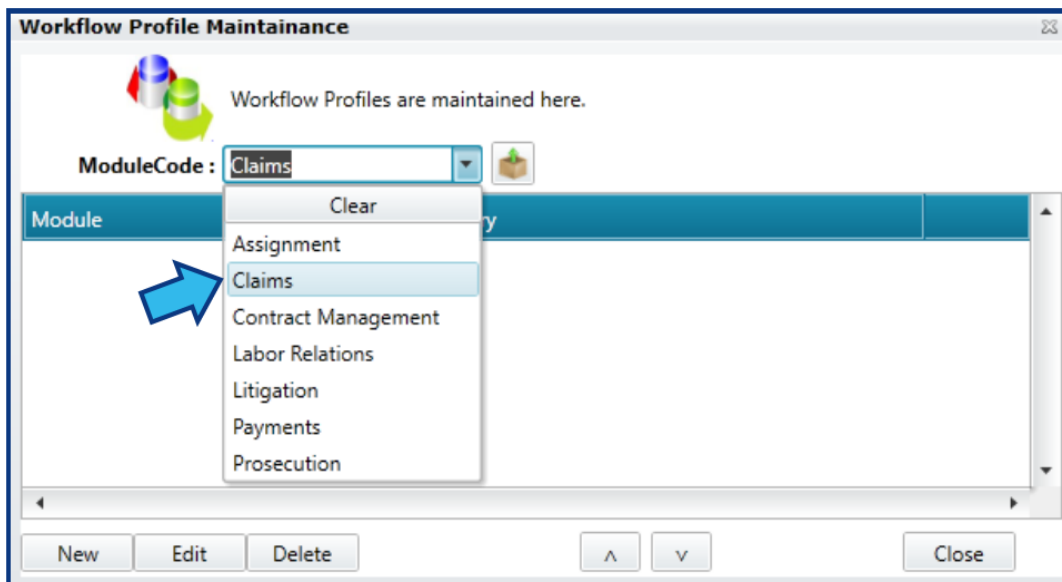 Workflow Profile Maintainance
Workflow Profiles are maintained here.
ModuleCode : Claims
Clear
Module
Assignment
Claims
Contract Management
Labor Relations
Litigation
Payments
Prosecution
New Edit Delete ʌ v Close